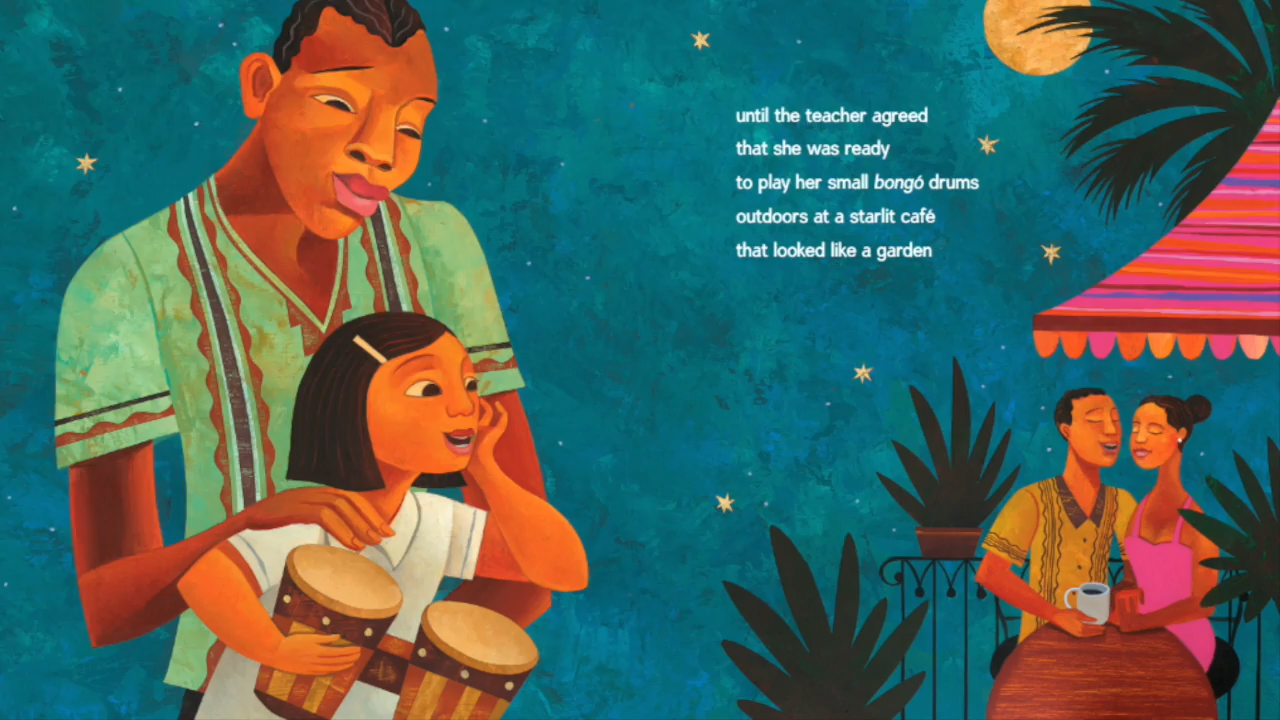 until the teacher agreed
that she was ready
to play her small bongó drums
outdoors at a starlit café
that looked like a garden